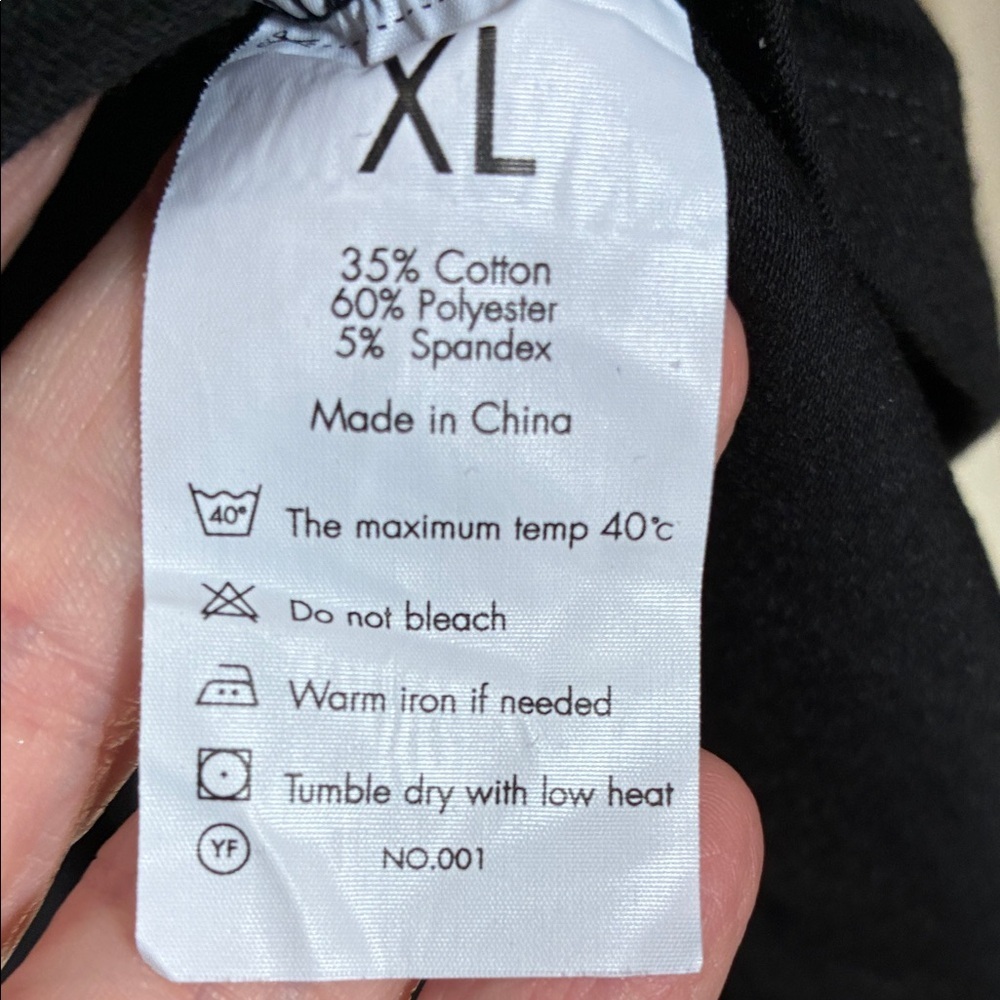 XL
35% Cotton
60% Polyester
5% Spandex
Made in China
40° The maximum temp 40°c
Do not bleach
Warm iron if needed
Tumble dry with low heat
YF NO.001